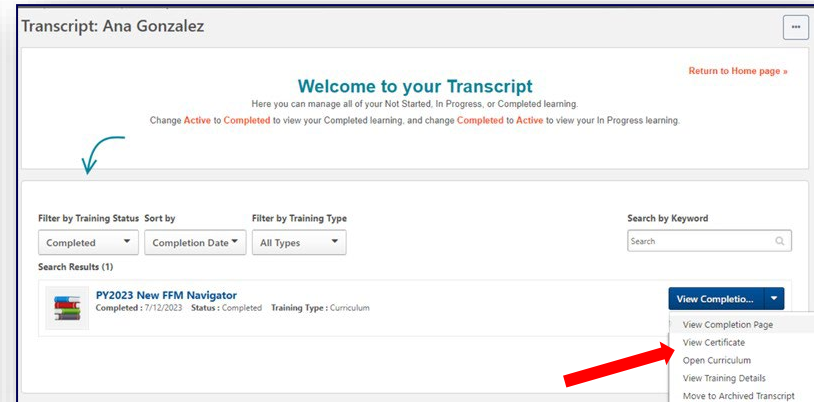 Transcript: Ana Gonzalez
Return to Home page »
Welcome to your Transcript
Here you can manage all of your Not Started, In Progress, or Completed learning.
Change Active to Completed to view your Completed learning, and change Completed to Active to view your In Progress learning.
Filter by Training Status Sort by Filter by Training Type Search by Keyword
Completed Completion Date All Types Search
Search Results (1)
PY2023 New FFM Navigator
Completed : 7/12/2023 Status : Completed Training Type : Curriculum
View Completio...
View Completion Page
View Certificate
Open Curriculum
View Training Details
Move to Archived Transcript